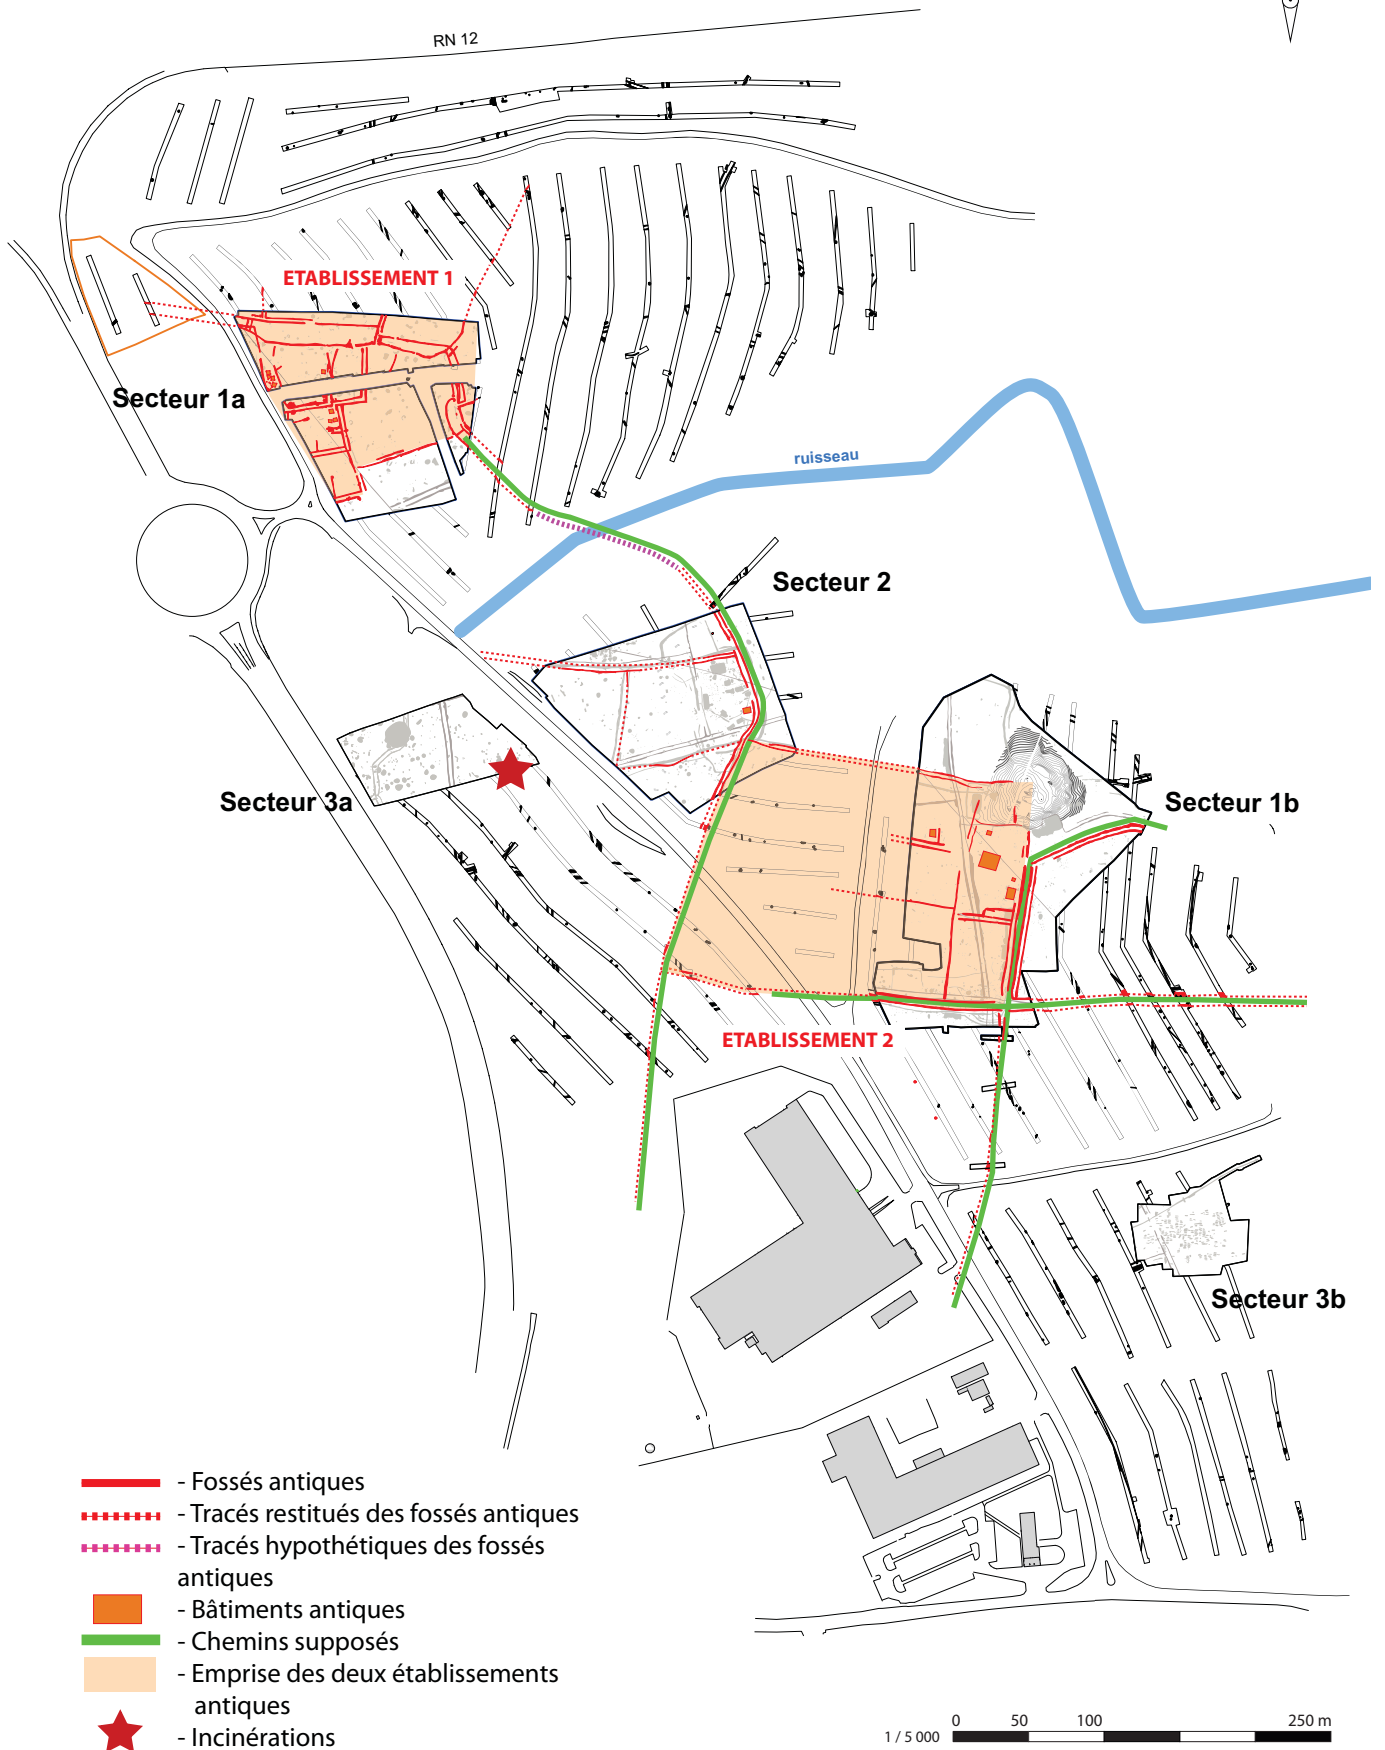 RN 12
ETABLISSEMENT 1
Secteur 1a
ruisseau
Secteur 2
Secteur 3a
Secteur 1b
ETABLISSEMENT 2
Secteur 3b
- Fossés antiques
- Tracés restitués des fossés antiques
- Tracés hypothétiques des fossés
antiques
- Bâtiments antiques
- Chemins supposés
- Emprise des deux établissements
antiques
- Incinérations
1 / 5 000
0 50 100 250 m